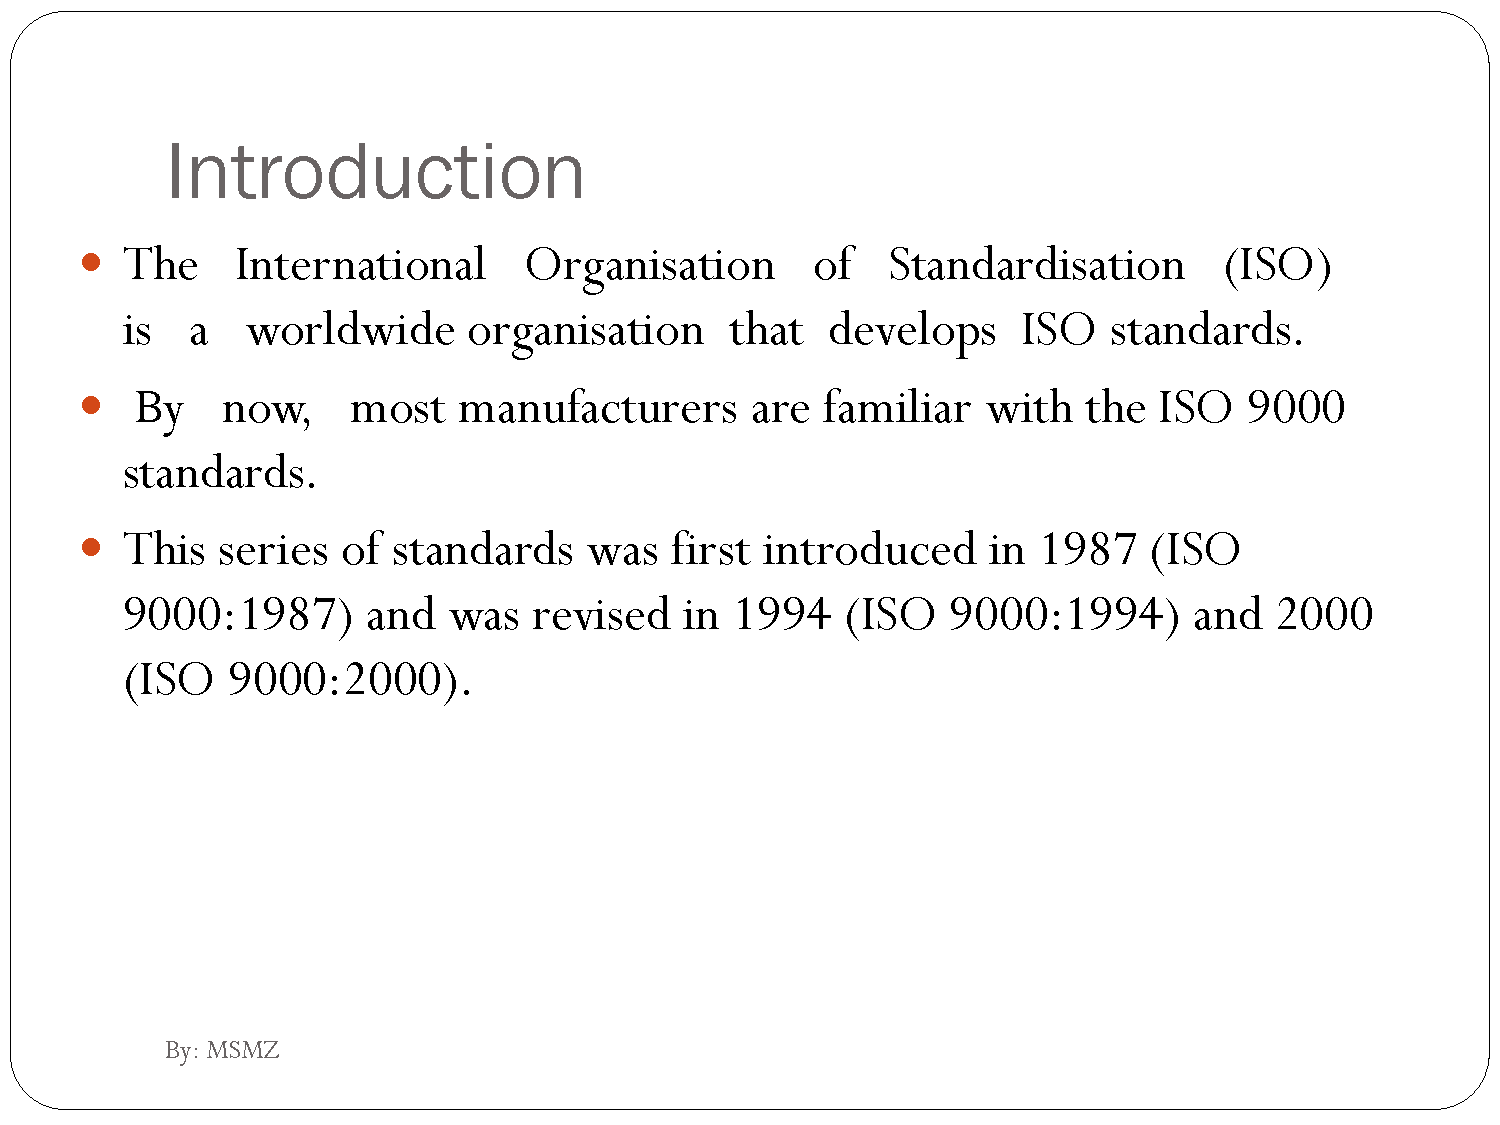 Introduction
• The International Organisation of Standardisation (ISO)
is a worldwide organisation that develops ISO standards.
• By now, most manufacturers are familiar with the ISO 9000
standards.
• This series of standards was first introduced in 1987 (ISO
9000:1987) and was revised in 1994 (ISO 9000:1994) and 2000
(ISO 9000:2000).
By: MSMZ